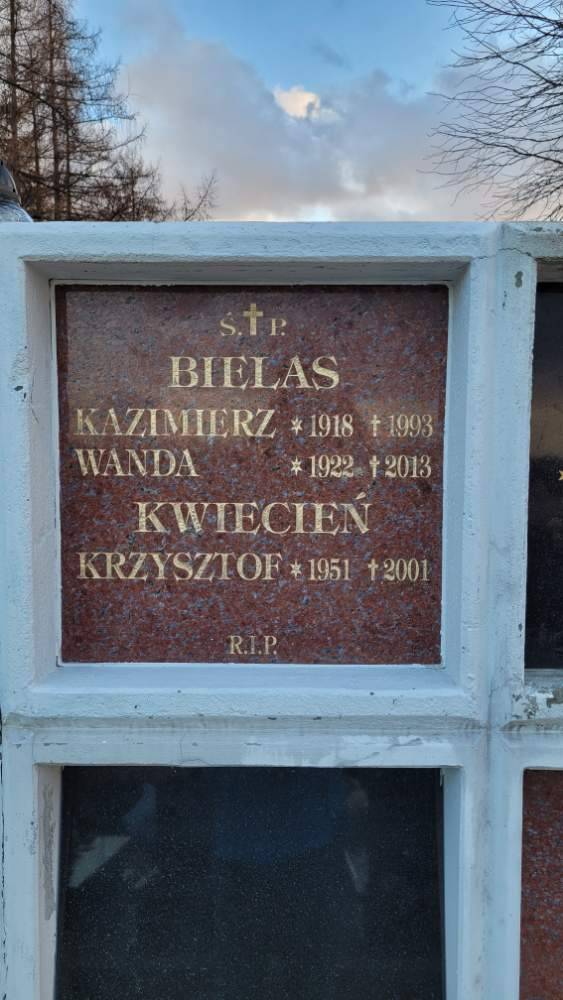 Ś.✝P.
BIELAS
KAZIMIERZ *1918 †1993
WANDA *1922 †2013
KWIECIEŃ
KRZYSZTOF *1951 †2001
R.I.P.